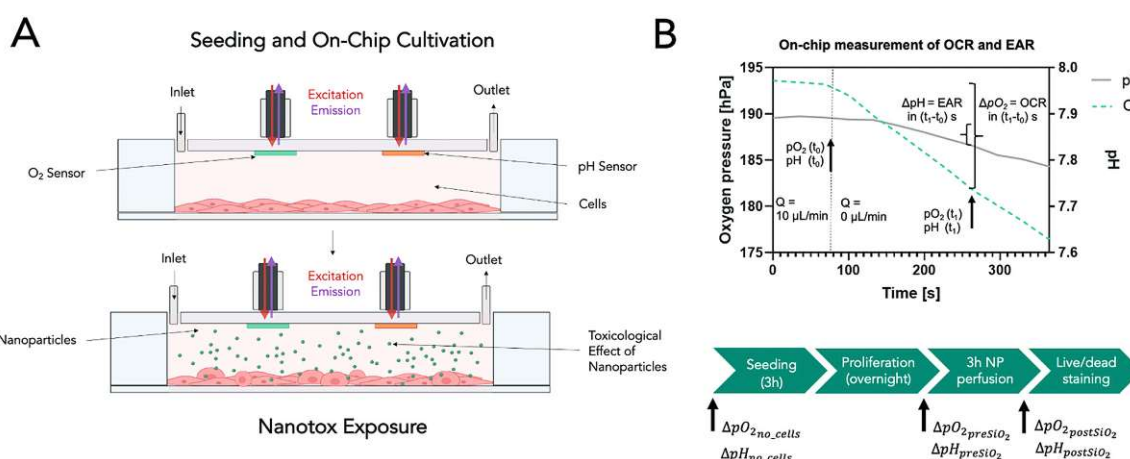 A
Seeding and On-Chip Cultivation
Inlet
Excitation
Emission
Outlet
O₂ Sensor
pH Sensor
Cells
Inlet
Excitation
Emission
Outlet
Nanoparticles
Toxicological
Effect of
Nanoparticles
Nanotox Exposure
B
On-chip measurement of OCR and EAR
Oxygen pressure [hPa]
195
190
185
180
175
0
100
200
300
Time [s]
8.0
7.9
7.8
7.7
7.6
pH
p
ΔpH = EAR
in (t₁-t₀) s
ΔpO₂ = OCR
in (t₁-t₀) s
pO₂ (t₀)
pH (t₀)
Q =
10 µL/min
Q =
0 µL/min
pO₂ (t₁)
pH (t₁)
Seeding
(3h)
Proliferation
(overnight)
3h NP
perfusion
Live/dead
staining
ΔpO₂no_cells
ΔpHno_cells
ΔpO₂preSiO₂
ΔpHpreSiO₂
ΔpO₂postSiO₂
ΔpHpostSiO₂